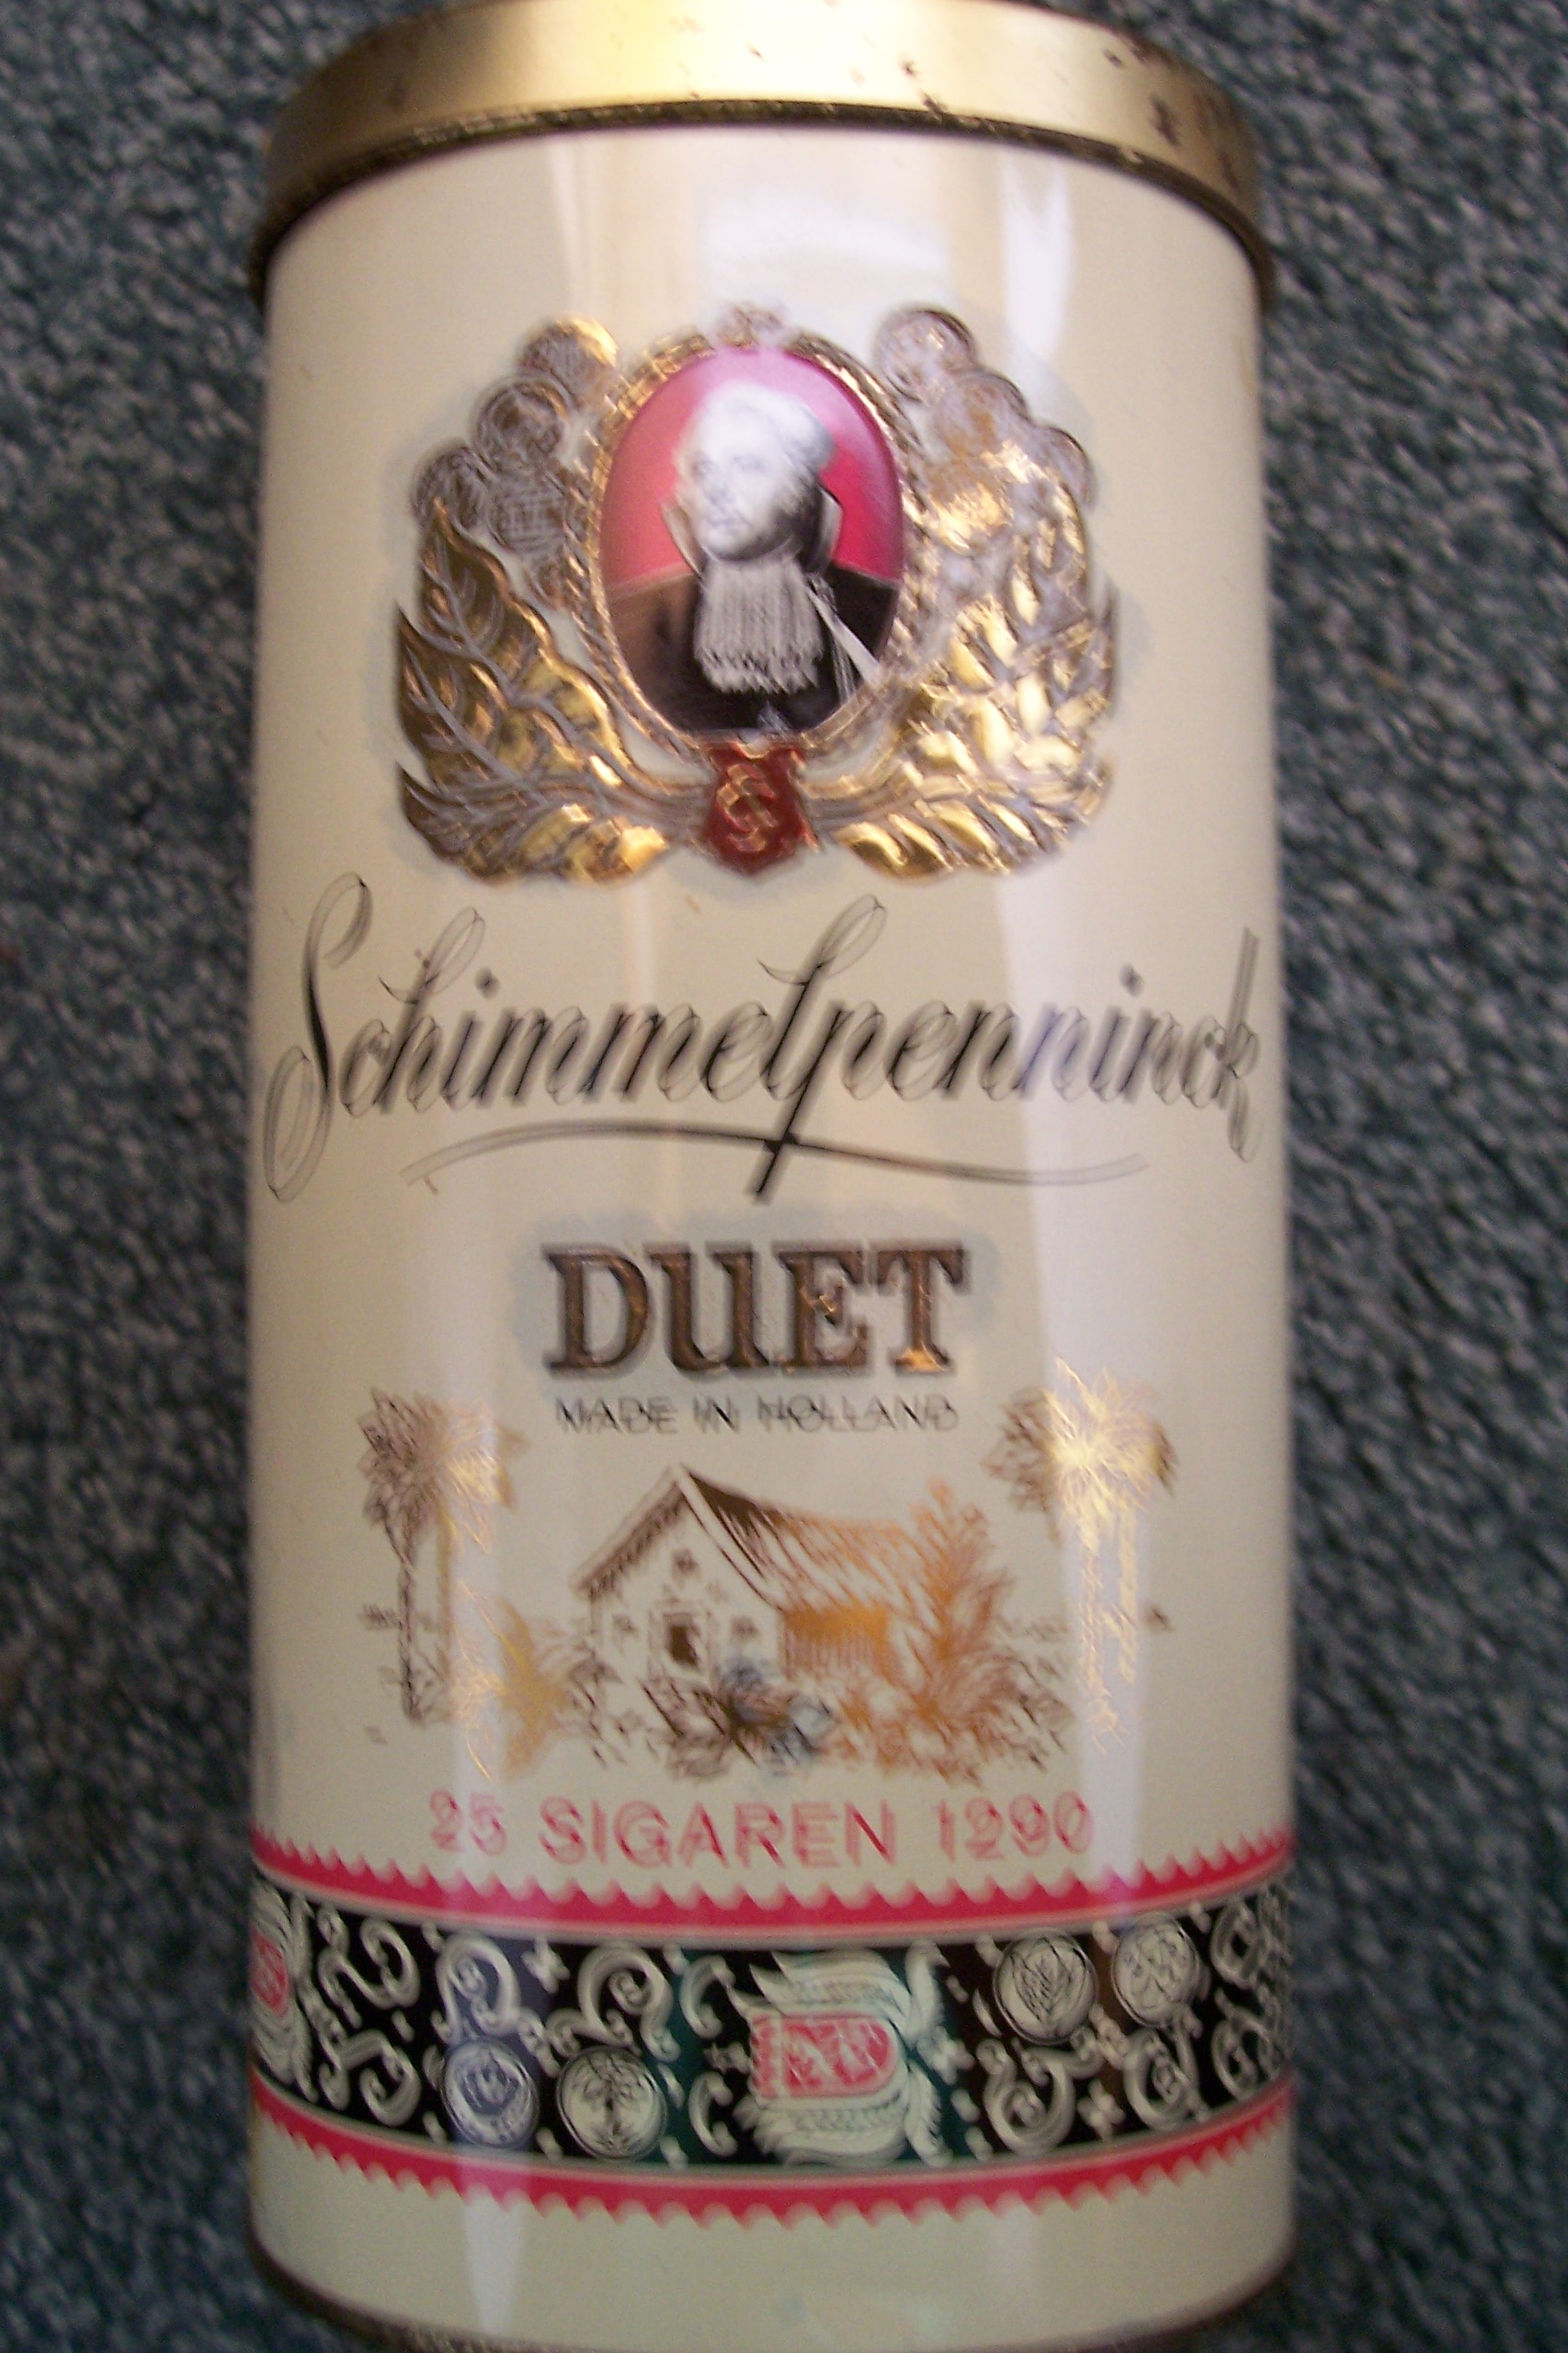 Schimmelpenninck
DUET
MADE IN HOLLAND
25 SIGAREN 1290